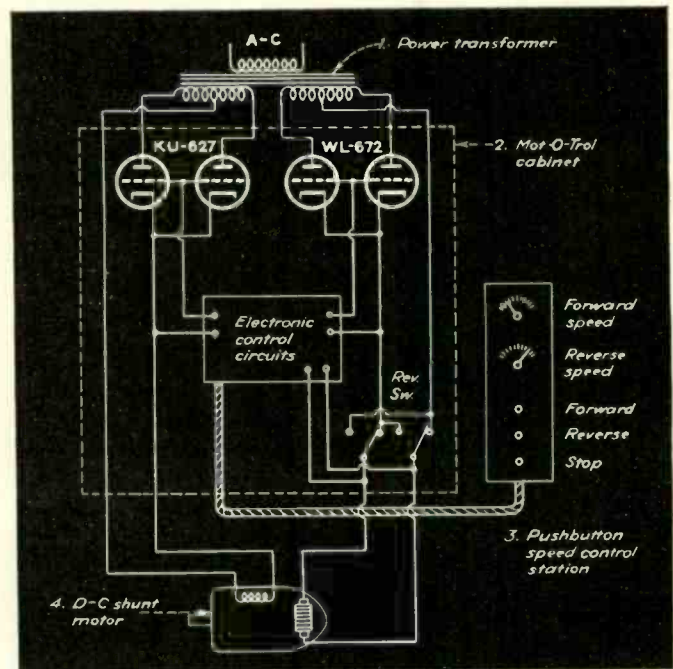 A-C
1. Power transformer
KU-627
WL-672
2. Mot-O-Trol
cabinet
Electronic
control
circuits
Rev.
Sw.
Forward
speed
Reverse
speed
Forward
Reverse
Stop
3. Pushbutton
speed control
station
4. D-C shunt
motor